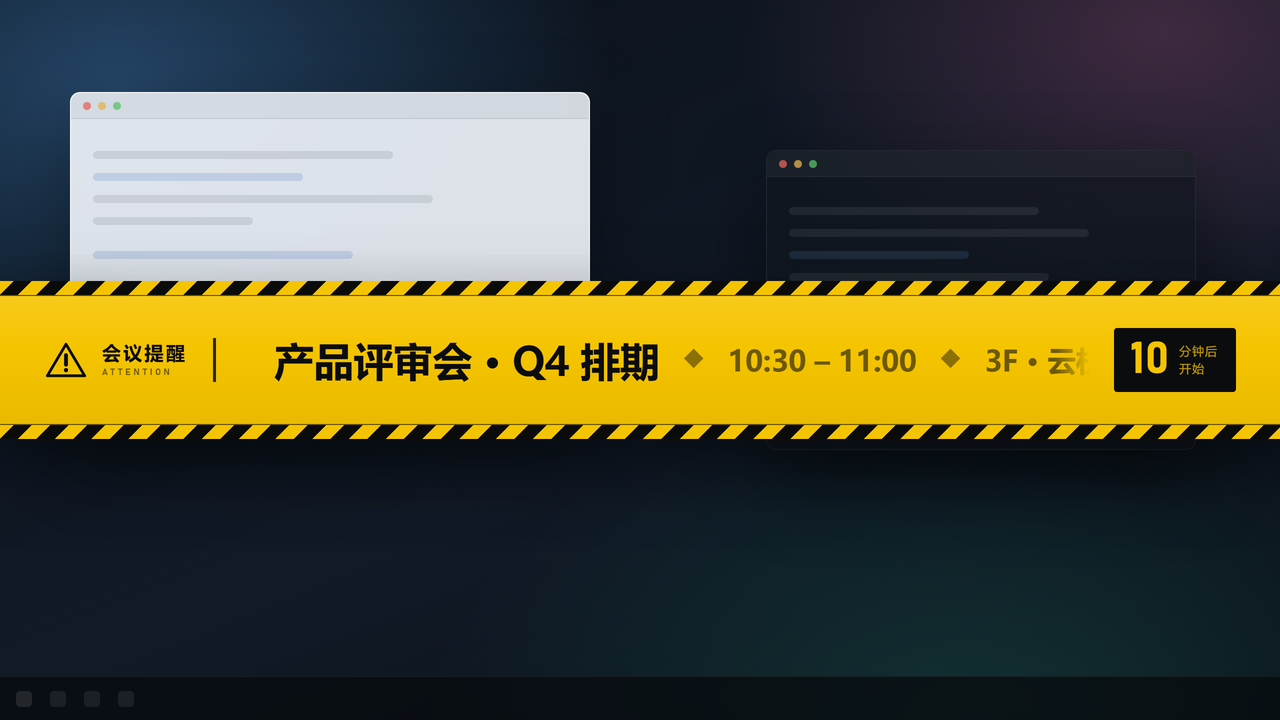 会议提醒
ATTENTION
产品评审会 • Q4 排期 ◆ 10:30 – 11:00 ◆ 3F • 云
10 分钟后
开始